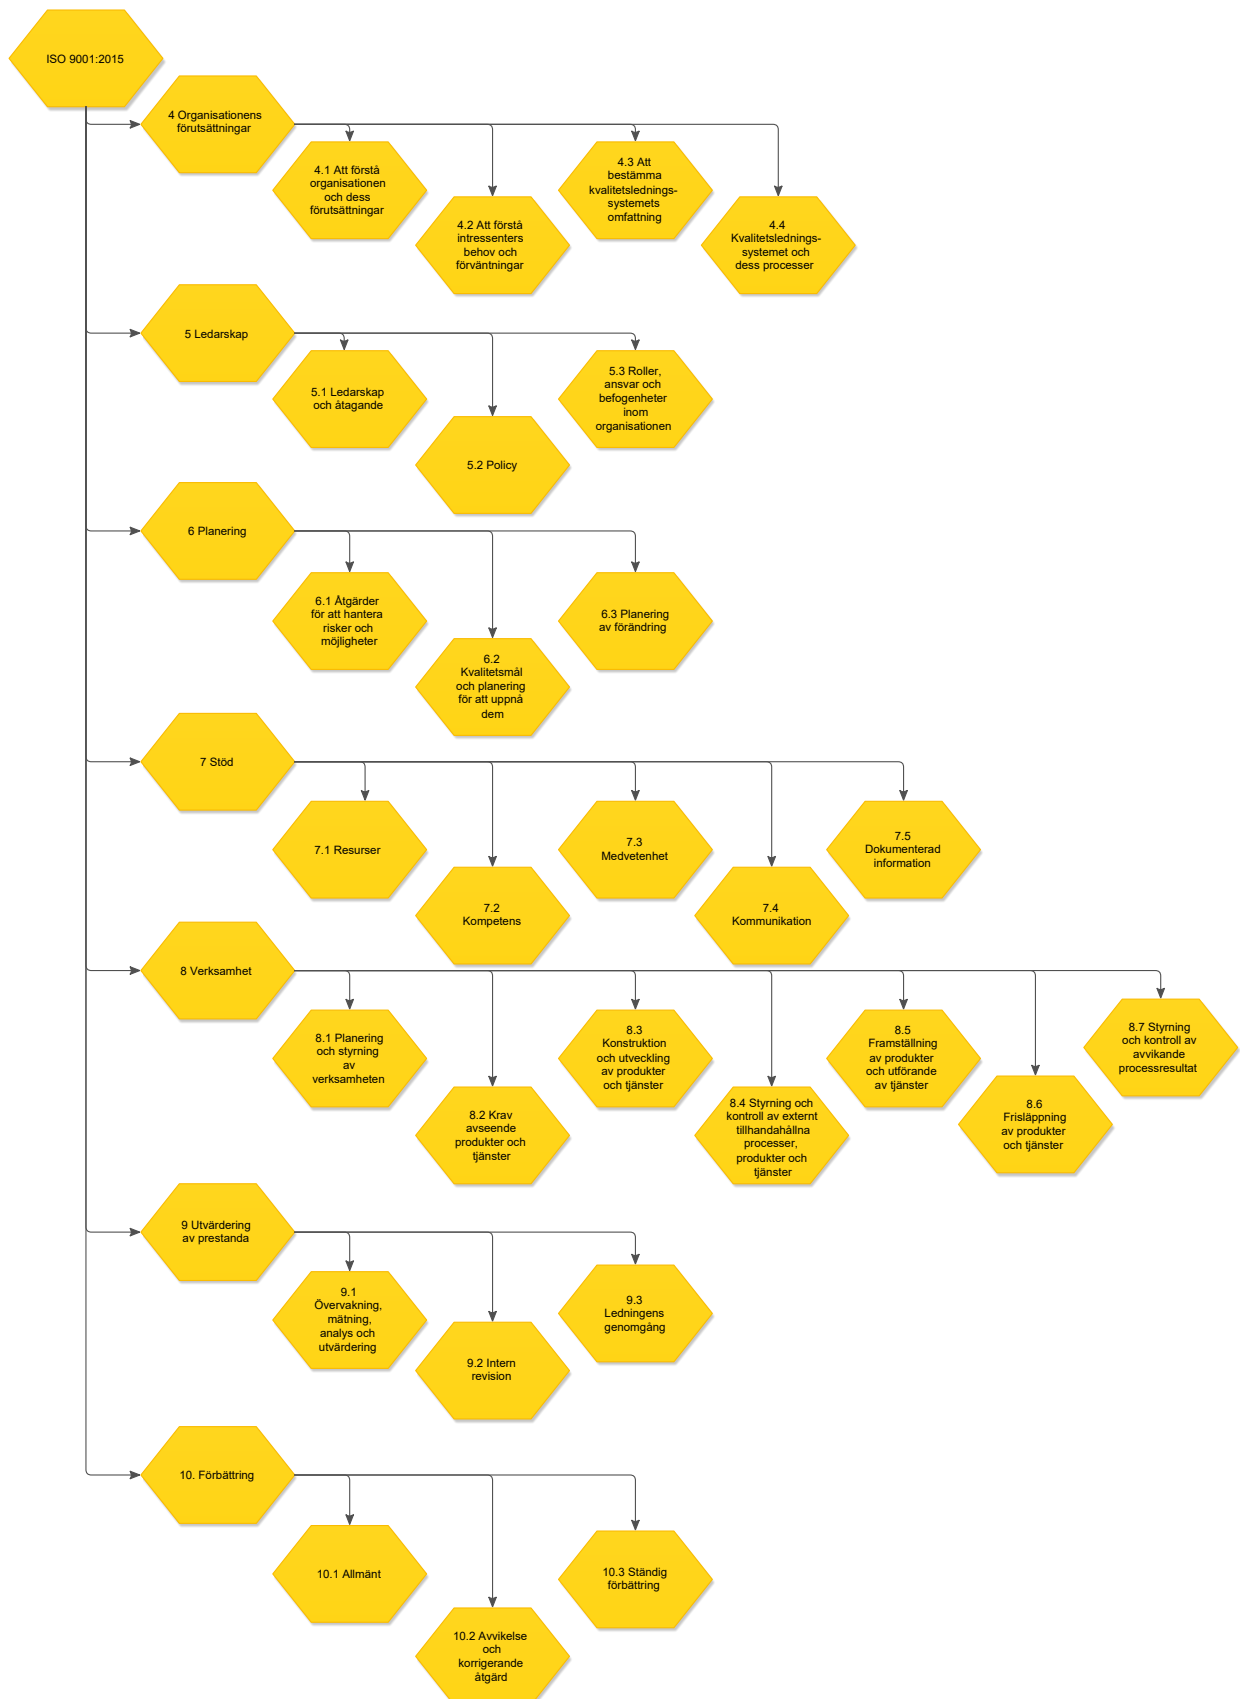 ISO 9001:2015
4 Organisationens
förutsättningar
4.1 Att förstå
organisationen
och dess
förutsättningar
4.2 Att förstå
intressenters
behov och
förväntningar
4.3 Att
bestämma
kvalitetslednings-
systemets
omfattning
4.4
Kvalitetslednings-
systemet och
dess processer
5 Ledarskap
5.1 Ledarskap
och åtagande
5.2 Policy
5.3 Roller,
ansvar och
befogenheter
inom
organisationen
6 Planering
6.1 Åtgärder
för att hantera
risker och
möjligheter
6.2
Kvalitetsmål
och planering
för att uppnå
dem
6.3 Planering
av förändring
7 Stöd
7.1 Resurser
7.2
Kompetens
7.3
Medvetenhet
7.4
Kommunikation
7.5
Dokumenterad
information
8 Verksamhet
8.1 Planering
och styrning
av
verksamheten
8.2 Krav
avseende
produkter och
tjänster
8.3
Konstruktion
och utveckling
av produkter
och tjänster
8.4 Styrning och
kontroll av externt
tillhandahållna
processer,
produkter och
tjänster
8.5
Framställning
av produkter
och utförande
av tjänster
8.6
Frisläppning
av produkter
och tjänster
8.7 Styrning
och kontroll av
avvikande
processresultat
9 Utvärdering
av prestanda
9.1
Övervakning,
mätning,
analys och
utvärdering
9.2 Intern
revision
9.3
Ledningens
genomgång
10. Förbättring
10.1 Allmänt
10.2 Avvikelse
och
korrigerande
åtgärd
10.3 Ständig
förbättring